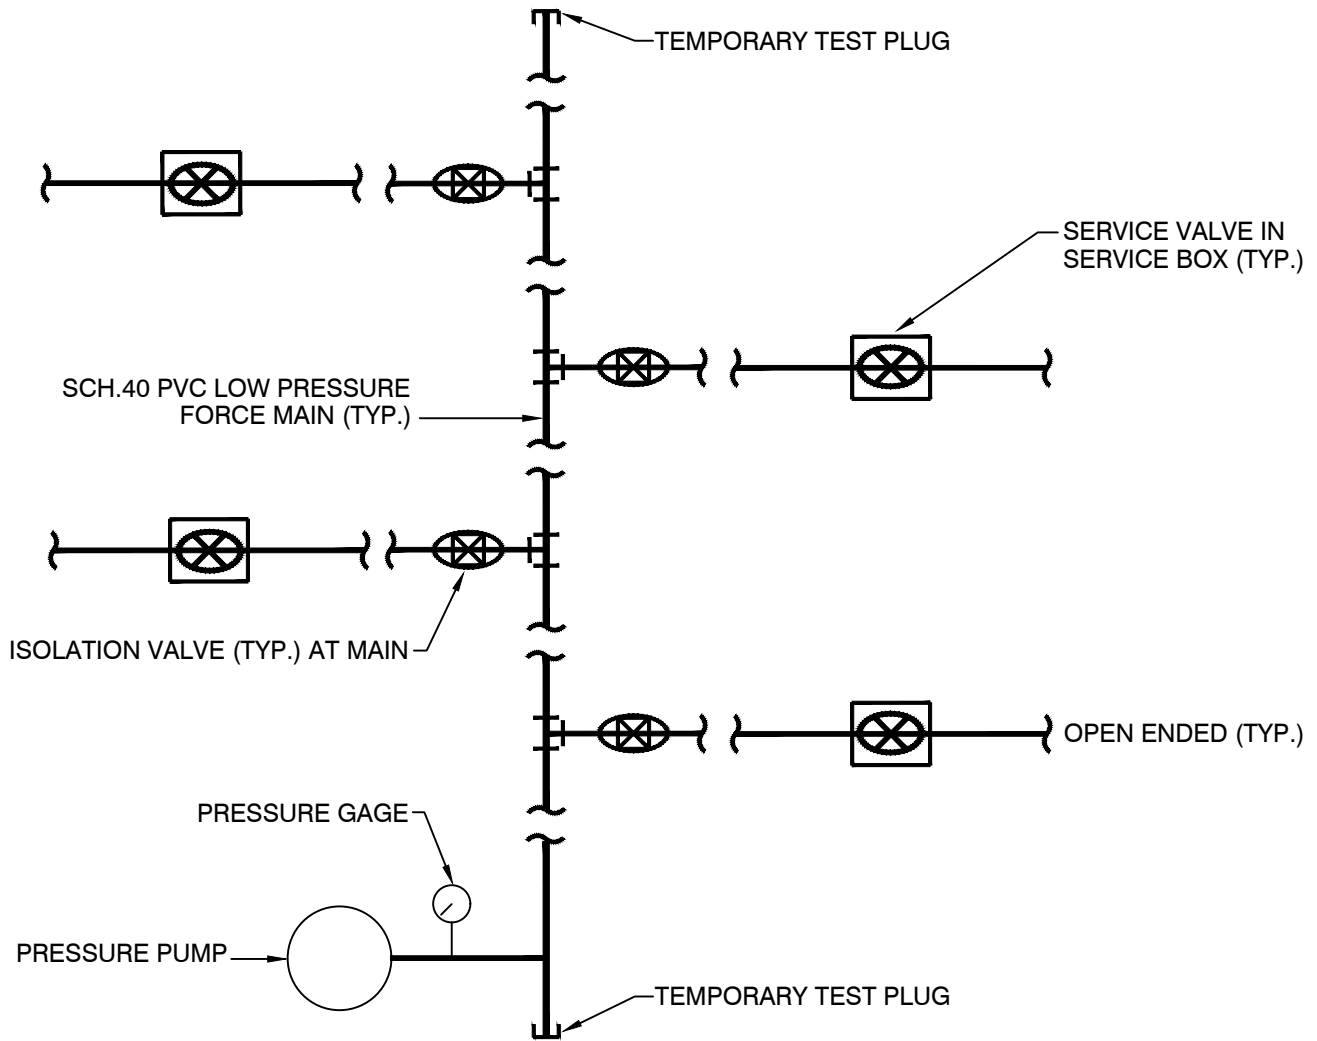 TEMPORARY TEST PLUG
SERVICE VALVE IN
SERVICE BOX (TYP.)
SCH.40 PVC LOW PRESSURE
FORCE MAIN (TYP.)
ISOLATION VALVE (TYP.) AT MAIN
OPEN ENDED (TYP.)
PRESSURE GAGE
PRESSURE PUMP
TEMPORARY TEST PLUG